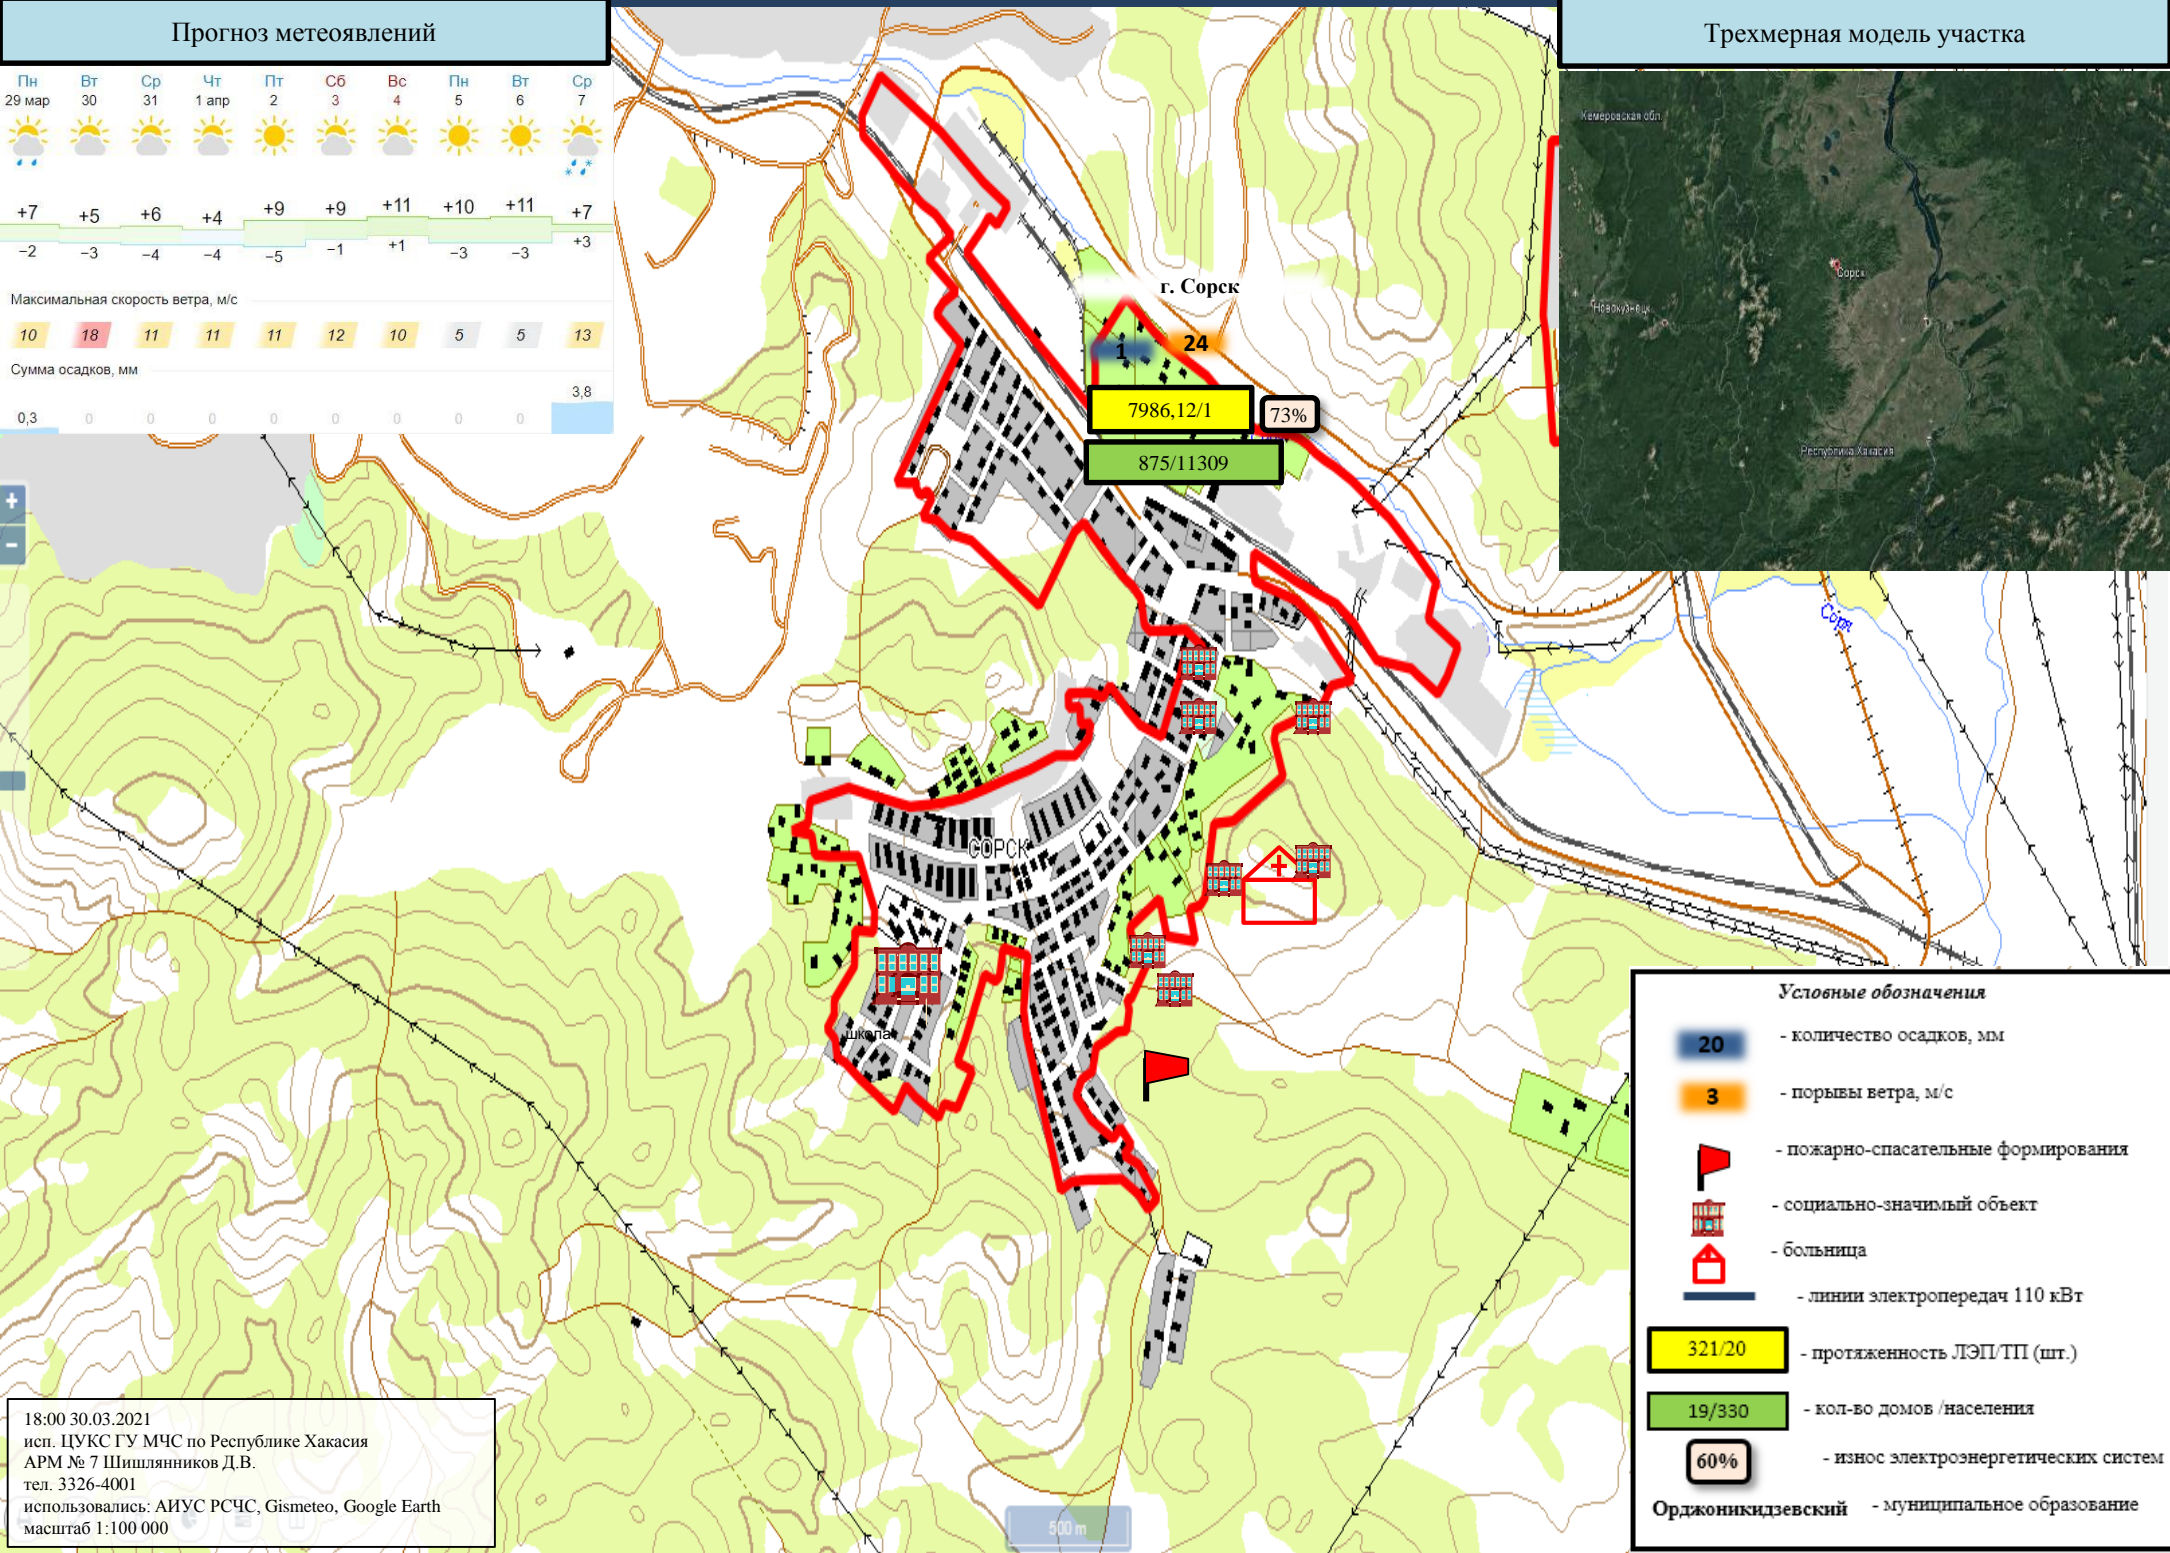 Прогноз метеоявлений
Пн Вт Ср Чт Пт Сб Вс Пн Вт Ср
29 мар 30 31 1 апр 2 3 4 5 6 7
+7 +5 +6 +4 +9 +9 +11 +10 +11 +7
−2 −3 −4 −4 −5 −1 +1 −3 −3 +3
Максимальная скорость ветра, м/с
10 18 11 11 11 12 10 5 5 13
Сумма осадков, мм
0,3 0 0 0 0 0 0 0 0 3,8
+
−
г. Сорск
1 24
7986,12/1 73%
875/11309
СОРСК
школа
500 m
Трехмерная модель участка
Кемеровская обл.
Сорск
Новокузнецк
Республика Хакасия
Сора
Условные обозначения
20 - количество осадков, мм
3 - порывы ветра, м/с
- пожарно-спасательные формирования
- социально-значимый объект
- больница
- линии электропередач 110 кВт
321/20 - протяженность ЛЭП/ТП (шт.)
19/330 - кол-во домов /населения
60% - износ электроэнергетических систем
Орджоникидзевский - муниципальное образование
18:00 30.03.2021
исп. ЦУКС ГУ МЧС по Республике Хакасия
АРМ № 7 Шишлянников Д.В.
тел. 3326-4001
использовались: АИУС РСЧС, Gismeteo, Google Earth
масштаб 1:100 000